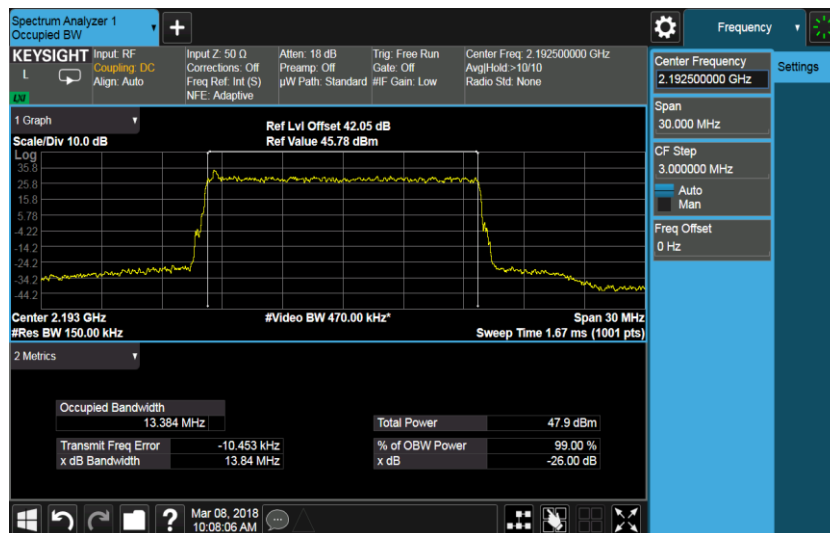 Spectrum Analyzer 1
Occupied BW
+
Frequency
KEYSIGHT
L
LXI
Input: RF
Coupling: DC
Align: Auto
Input Z: 50 Ω
Corrections: Off
Freq Ref: Int (S)
NFE: Adaptive
Atten: 18 dB
Preamp: Off
µW Path: Standard
Trig: Free Run
Gate: Off
#IF Gain: Low
Center Freq: 2.192500000 GHz
Avg|Hold:>10/10
Radio Std: None
Center Frequency
2.192500000 GHz
Settings
Span
30.000 MHz
CF Step
3.000000 MHz
Auto
Man
Freq Offset
0 Hz
1 Graph
Scale/Div 10.0 dB
Ref Lvl Offset 42.05 dB
Ref Value 45.78 dBm
Log
35.8
25.8
15.8
5.78
-4.22
-14.2
-24.2
-34.2
-44.2
Center 2.193 GHz
#Res BW 150.00 kHz
#Video BW 470.00 kHz*
Span 30 MHz
Sweep Time 1.67 ms (1001 pts)
2 Metrics
Occupied Bandwidth
13.384 MHz
Total Power 47.9 dBm
Transmit Freq Error -10.453 kHz
% of OBW Power 99.00 %
x dB Bandwidth 13.84 MHz
x dB -26.00 dB
?
Mar 08, 2018
10:08:06 AM